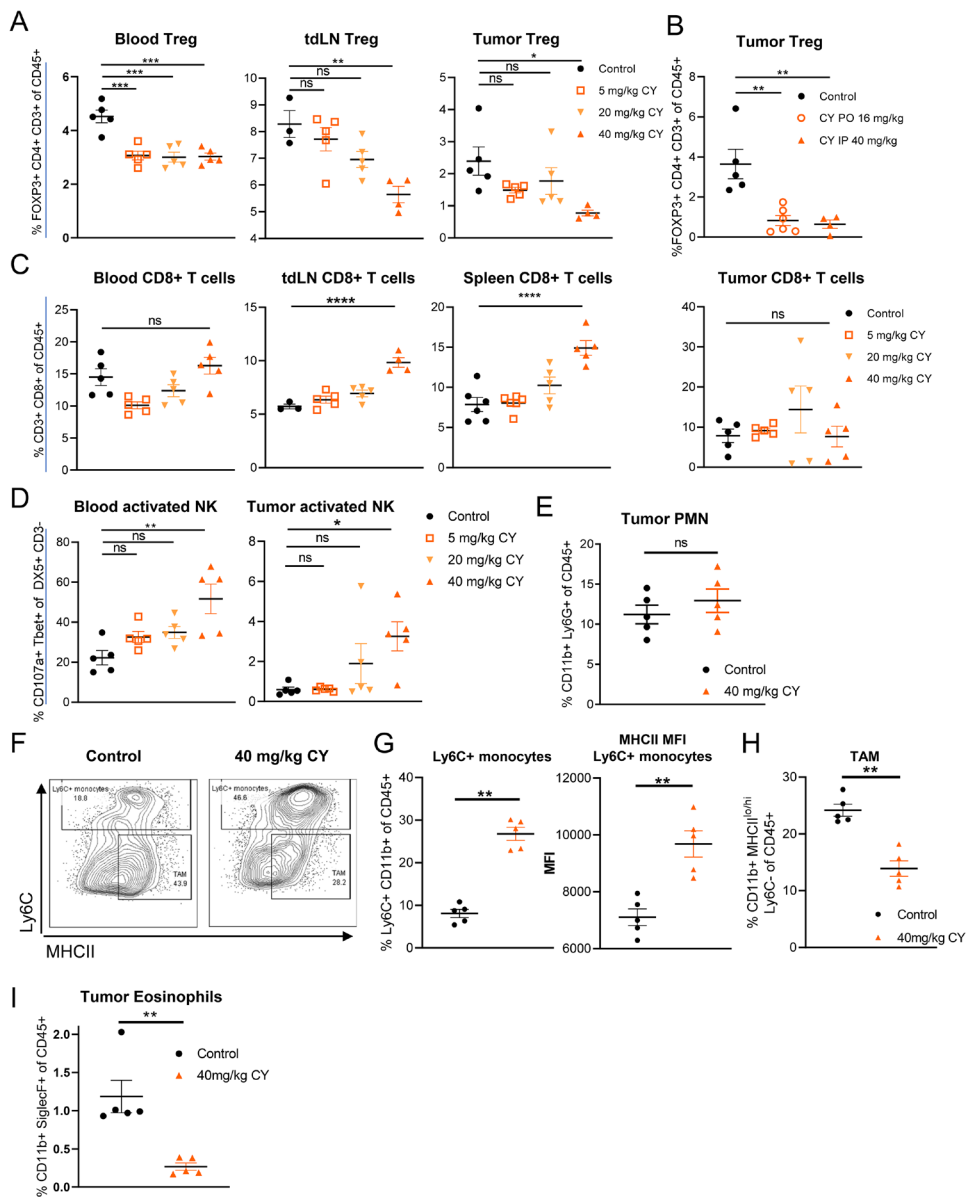 A
Blood Treg
tdLN Treg
Tumor Treg
% FOXP3+ CD4+ CD3+ of CD45+
***
***
***
6
4
2
0
**
ns
ns
10
9
8
7
6
5
4
*
ns
ns
5
4
3
2
1
0
Control
5 mg/kg CY
20 mg/kg CY
40 mg/kg CY
B
Tumor Treg
%FOXP3+ CD4+ CD3+ of CD45+
**
**
8
6
4
2
0
Control
CY PO 16 mg/kg
CY IP 40 mg/kg
C
Blood CD8+ T cells
tdLN CD8+ T cells
Spleen CD8+ T cells
Tumor CD8+ T cells
% CD3+ CD8+ of CD45+
ns
25
20
15
10
5
0
****
15
10
5
0
****
20
15
10
5
0
ns
40
30
20
10
0
Control
5 mg/kg CY
20 mg/kg CY
40 mg/kg CY
D
Blood activated NK
Tumor activated NK
% CD107a+ Tbet+ of DX5+ CD3-
**
ns
ns
80
60
40
20
0
*
ns
ns
8
6
4
2
0
Control
5 mg/kg CY
20 mg/kg CY
40 mg/kg CY
E
Tumor PMN
% CD11b+ Ly6G+ of CD45+
ns
20
15
10
5
0
Control
40 mg/kg CY
F
Control
40 mg/kg CY
Ly6C+ monocytes
18.8
TAM
43.9
Ly6C+ monocytes
46.6
TAM
28.2
Ly6C
MHCII
G
Ly6C+ monocytes
% Ly6C+ CD11b+ of CD45+
**
40
30
20
10
0
MHCII MFI
Ly6C+ monocytes
MFI
**
12000
10000
8000
6000
H
TAM
% CD11b+ MHCIIlo/hi
Ly6C- of CD45+
**
30
20
10
0
Control
40mg/kg CY
I
Tumor Eosinophils
% CD11b+ SiglecF+ of CD45+
**
2.0
1.5
1.0
0.5
0.0
Control
40mg/kg CY